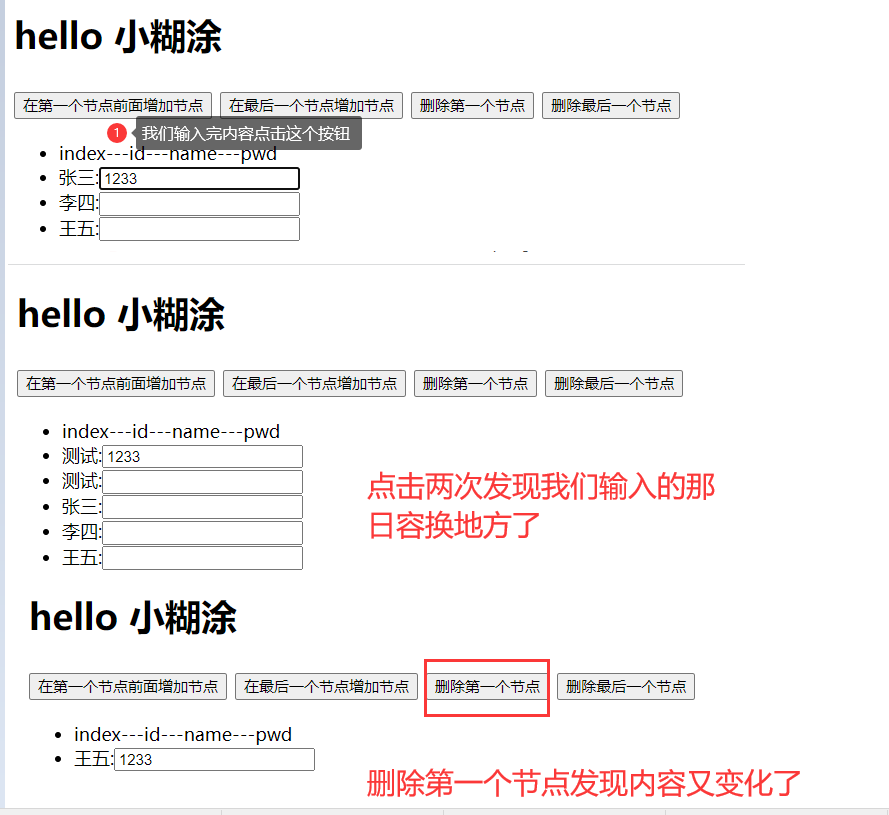 hello 小糊涂
在第一个节点前面增加节点 在最后一个节点增加节点 删除第一个节点 删除最后一个节点
1 我们输入完内容点击这个按钮
index---id---name---pwd
张三:1233
李四:
王五:
hello 小糊涂
在第一个节点前面增加节点 在最后一个节点增加节点 删除第一个节点 删除最后一个节点
index---id---name---pwd
测试:1233
测试:
张三:
李四:
王五:
点击两次发现我们输入的那
日容换地方了
hello 小糊涂
在第一个节点前面增加节点 在最后一个节点增加节点 删除第一个节点 删除最后一个节点
index---id---name---pwd
王五:1233
删除第一个节点发现内容又变化了